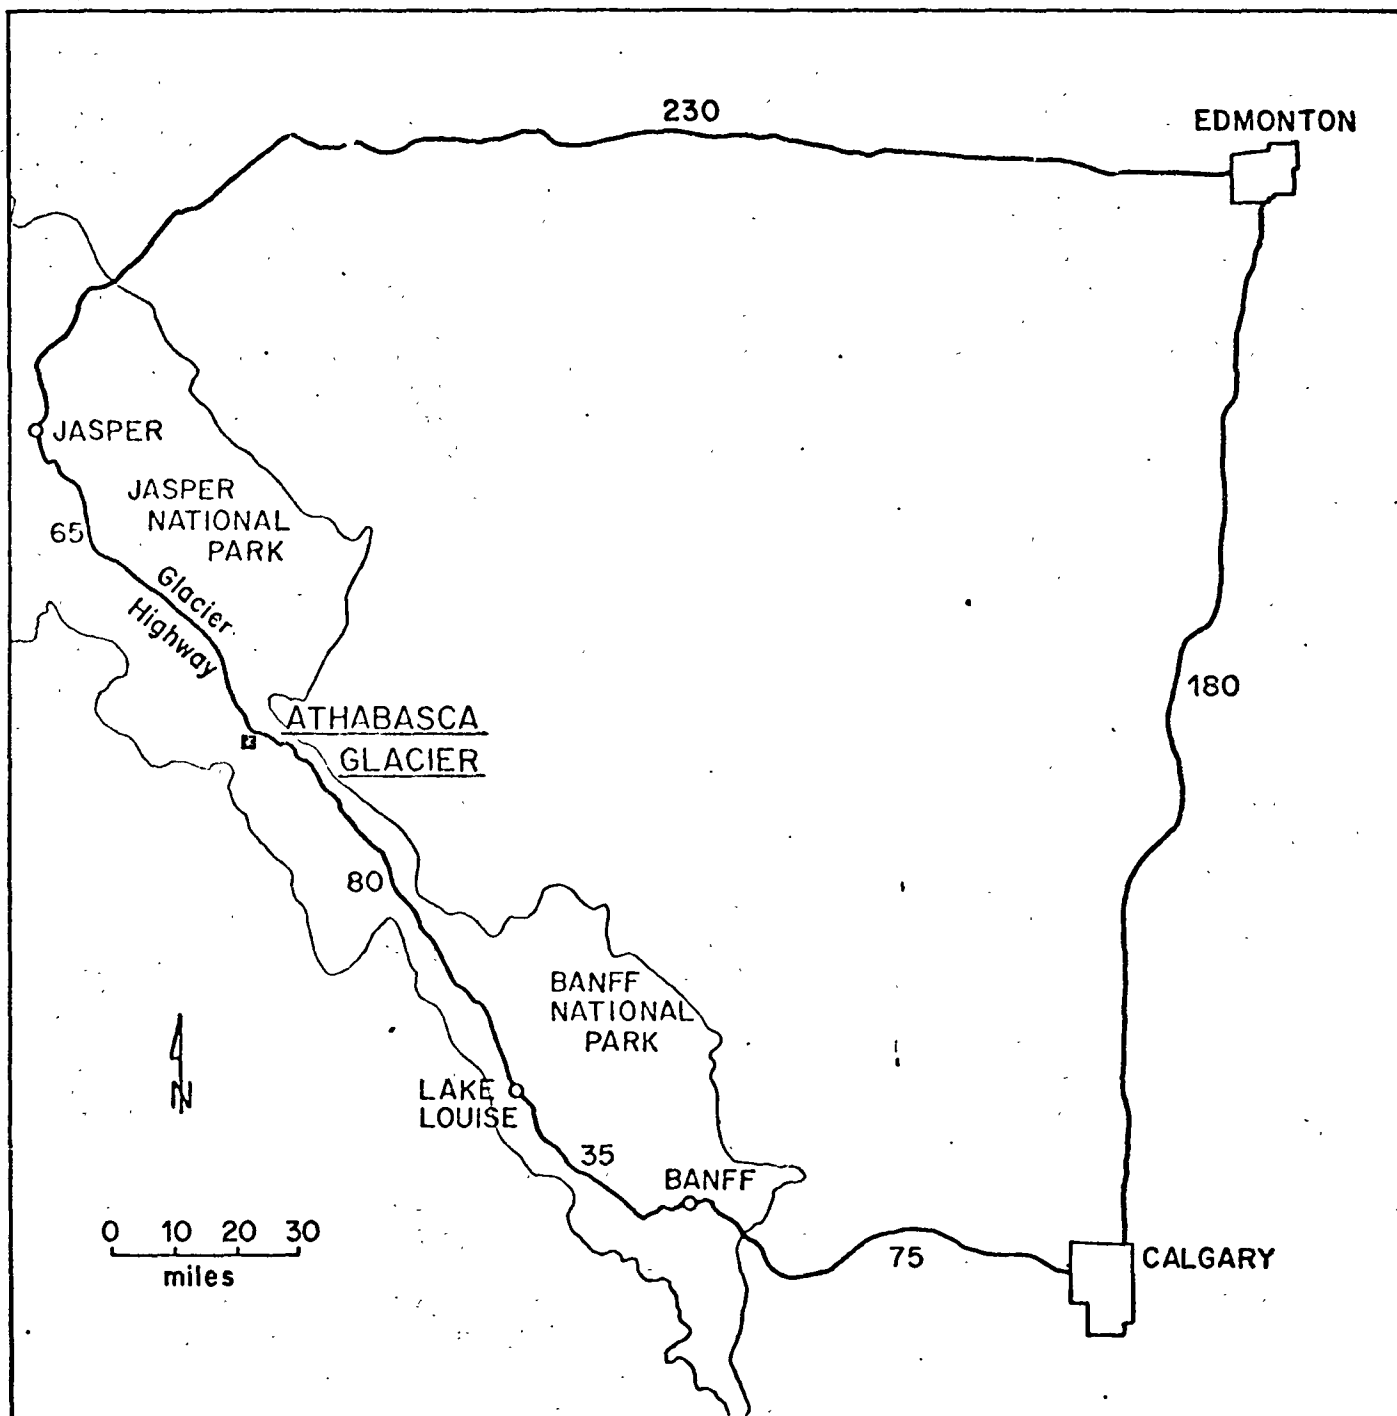 230
EDMONTON
JASPER
JASPER
NATIONAL
PARK
65
Glacier
Highway
180
ATHABASCA
GLACIER
80
BANFF
NATIONAL
PARK
N
LAKE
LOUISE
35
BANFF
0 10 20 30
miles
75
CALGARY